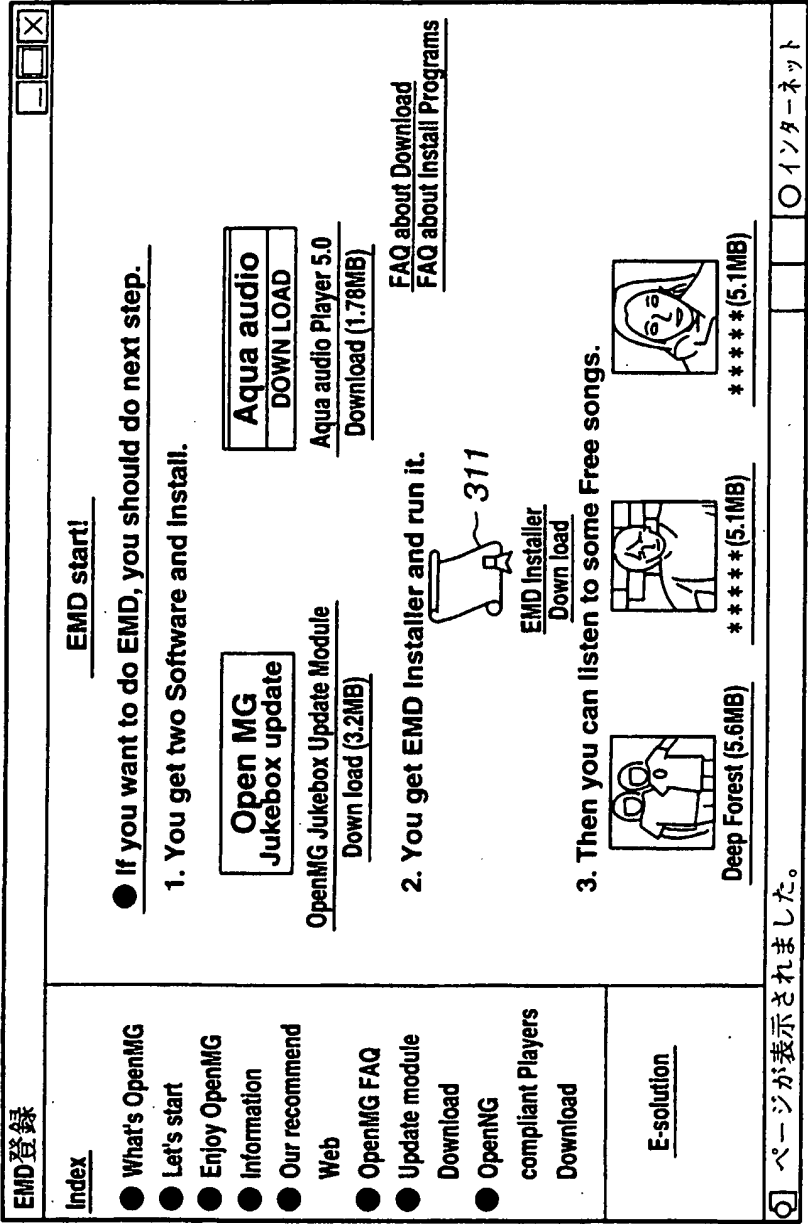 EMD登録
Index
What's OpenMG
Let's start
Enjoy OpenMG
Information
Our recommend
Web
OpenMG FAQ
Update module
Download
OpenNG
compliant Players
Download
E-solution
EMD start!
If you want to do EMD, you should do next step.
1. You get two Software and Install.
Open MG
Jukebox update
OpenMG Jukebox Update Module
Down load (3.2MB)
Aqua audio
DOWN LOAD
Aqua audio Player 5.0
Download (1.78MB)
2. You get EMD Installer and run it.
311
EMD Installer
Down load
FAQ about Download
FAQ about Install Programs
3. Then you can listen to some Free songs.
Deep Forest (5.6MB)
*****(5.1MB)
*****(5.1MB)
ページが表示されました。
インターネット